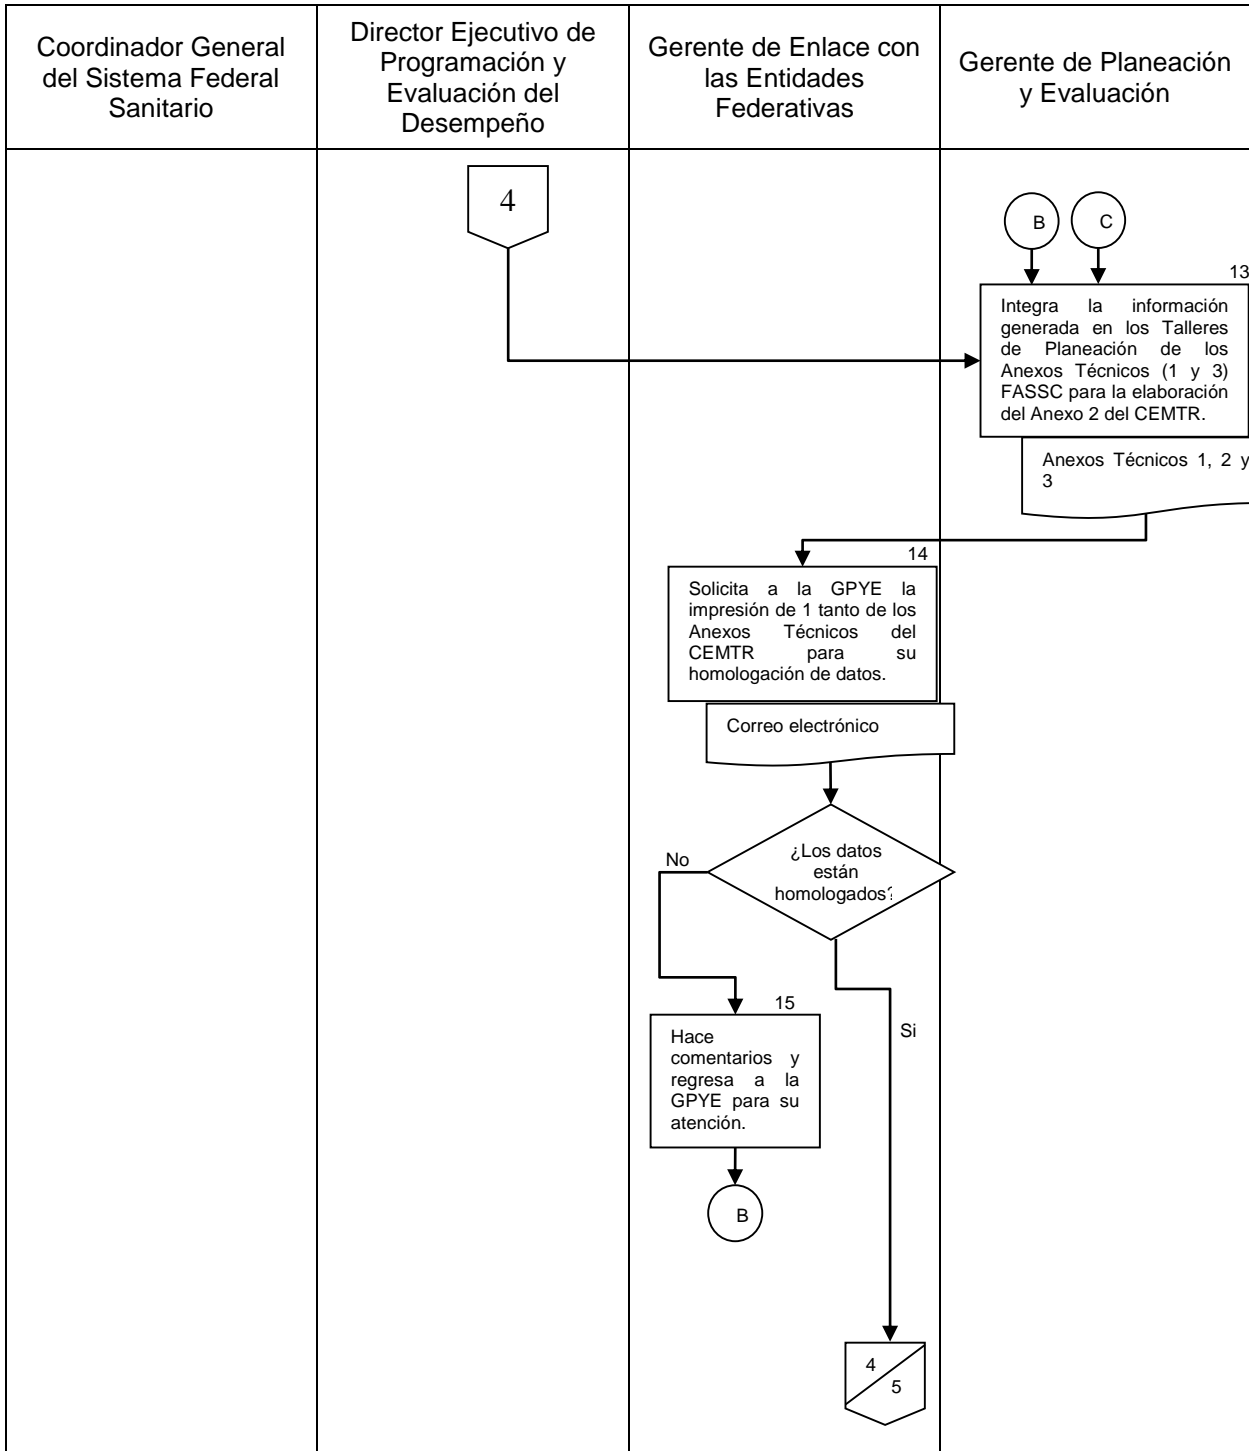 Coordinador General
del Sistema Federal
Sanitario
Director Ejecutivo de
Programación y
Evaluación del
Desempeño
Gerente de Enlace con
las Entidades
Federativas
Gerente de Planeación
y Evaluación
4
B
C
13
Integra la información
generada en los Talleres
de Planeación de los
Anexos Técnicos (1 y 3)
FASSC para la elaboración
del Anexo 2 del CEMTR.
Anexos Técnicos 1, 2 y
3
14
Solicita a la GPYE la
impresión de 1 tanto de los
Anexos Técnicos del
CEMTR para su
homologación de datos.
Correo electrónico
¿Los datos
están
homologados?
No
Si
15
Hace
comentarios y
regresa a la
GPYE para su
atención.
B
4
5